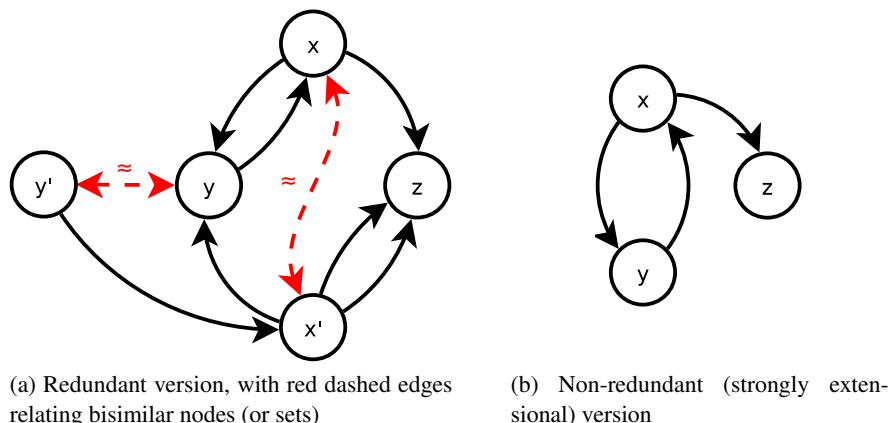 x
y'
≈
y
≈
z
x'
(a) Redundant version, with red dashed edges
relating bisimilar nodes (or sets)
x
z
y
(b) Non-redundant (strongly exten-
sional) version